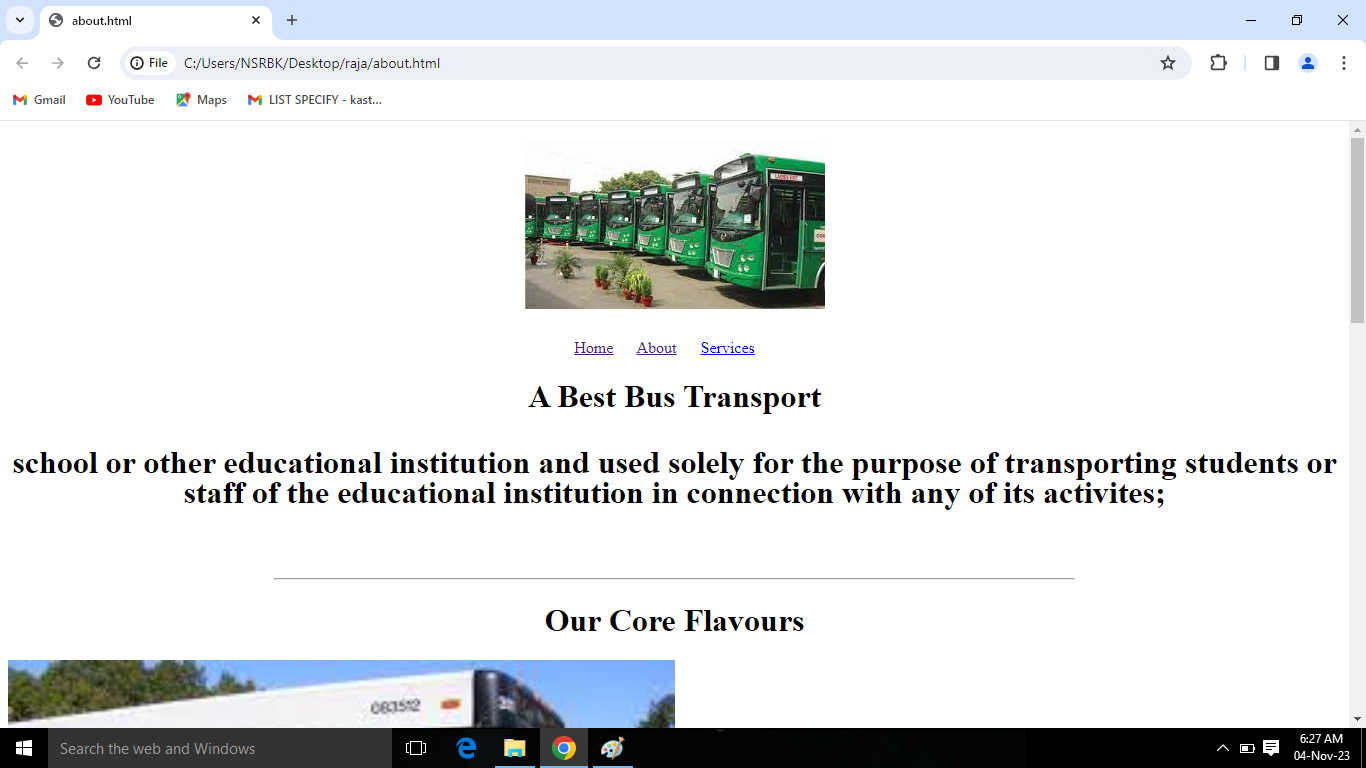 about.html
File
C:/Users/NSRBK/Desktop/raja/about.html
Gmail
YouTube
Maps
LIST SPECIFY - kast...
Home
About
Services
A Best Bus Transport
school or other educational institution and used solely for the purpose of transporting students or
staff of the educational institution in connection with any of its activites;
Our Core Flavours
083512
Search the web and Windows
6:27 AM
04-Nov-23